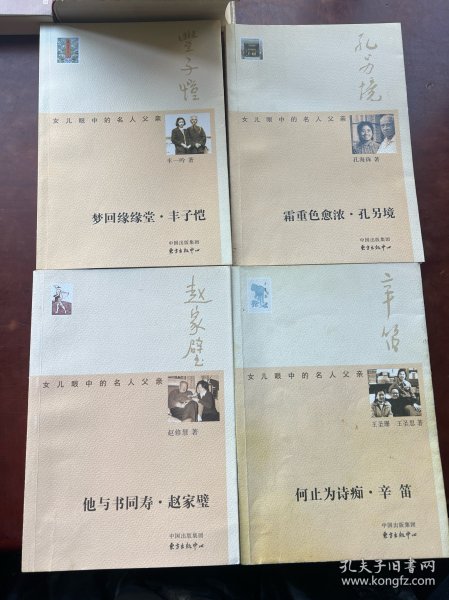 豐子愷
女儿眼中的名人父亲
丰一吟 著
梦回缘缘堂·丰子恺
中国出版集团
东方出版中心
孔另境
女儿眼中的名人父亲
孔海珠 著
霜重色愈浓·孔另境
中国出版集团
东方出版中心
赵家璧
女儿眼中的名人父亲
赵修慧 著
他与书同寿·赵家璧
中国出版集团
东方出版中心
辛笛
女儿眼中的名人父亲
王圣珊 王圣思 著
何止为诗痴·辛 笛
中国出版集团
东方出版中心
孔夫子旧书网
www.kongfz.com